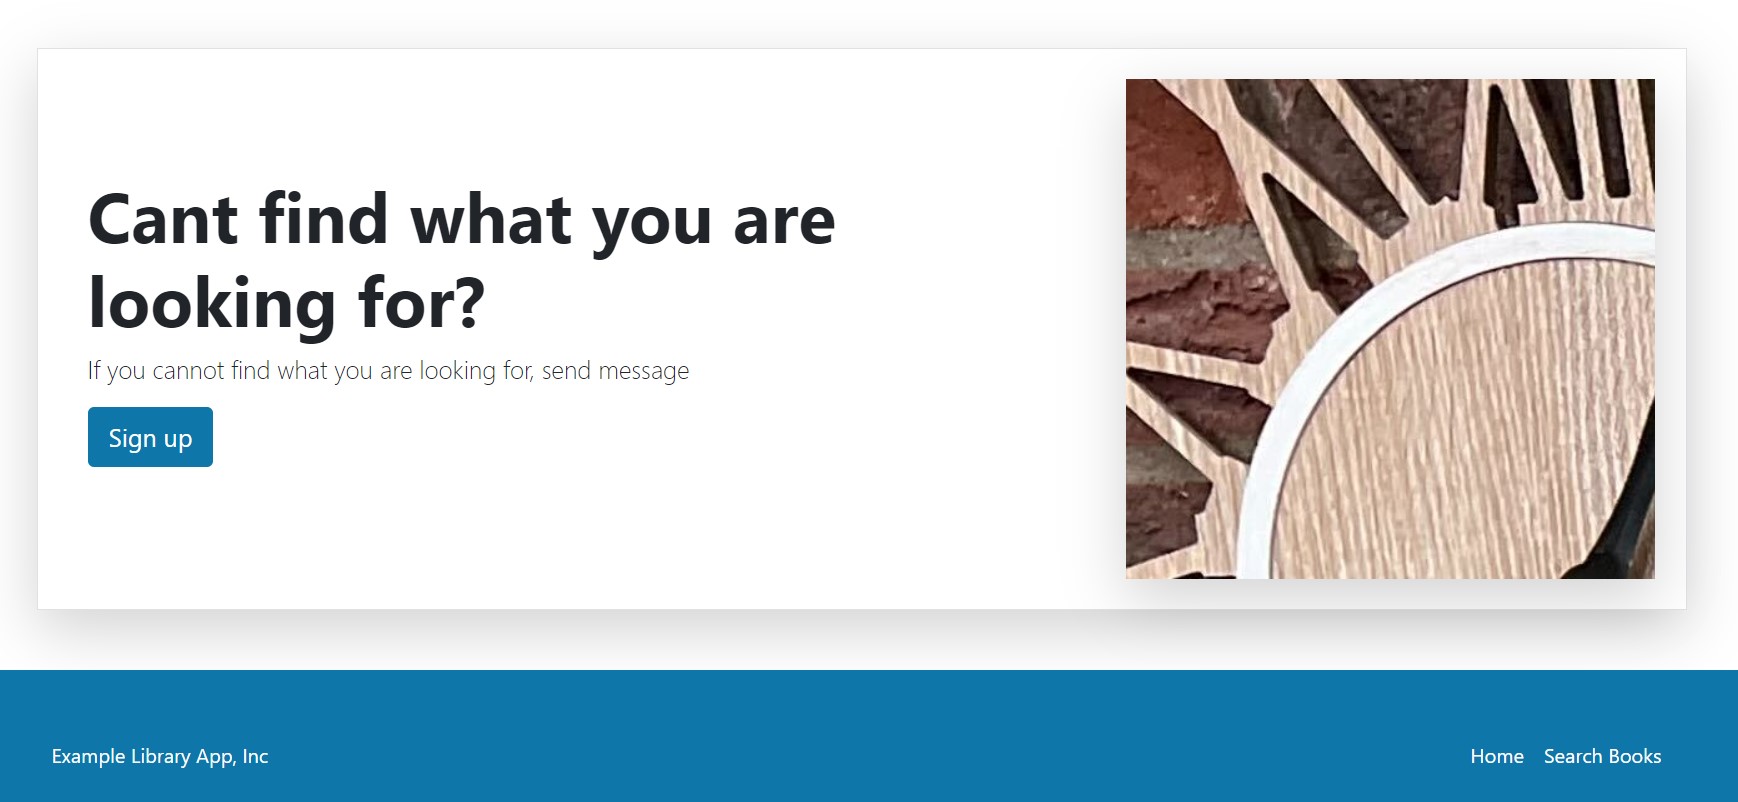 Cant find what you are
looking for?
If you cannot find what you are looking for, send message
Sign up
Example Library App, Inc
Home Search Books